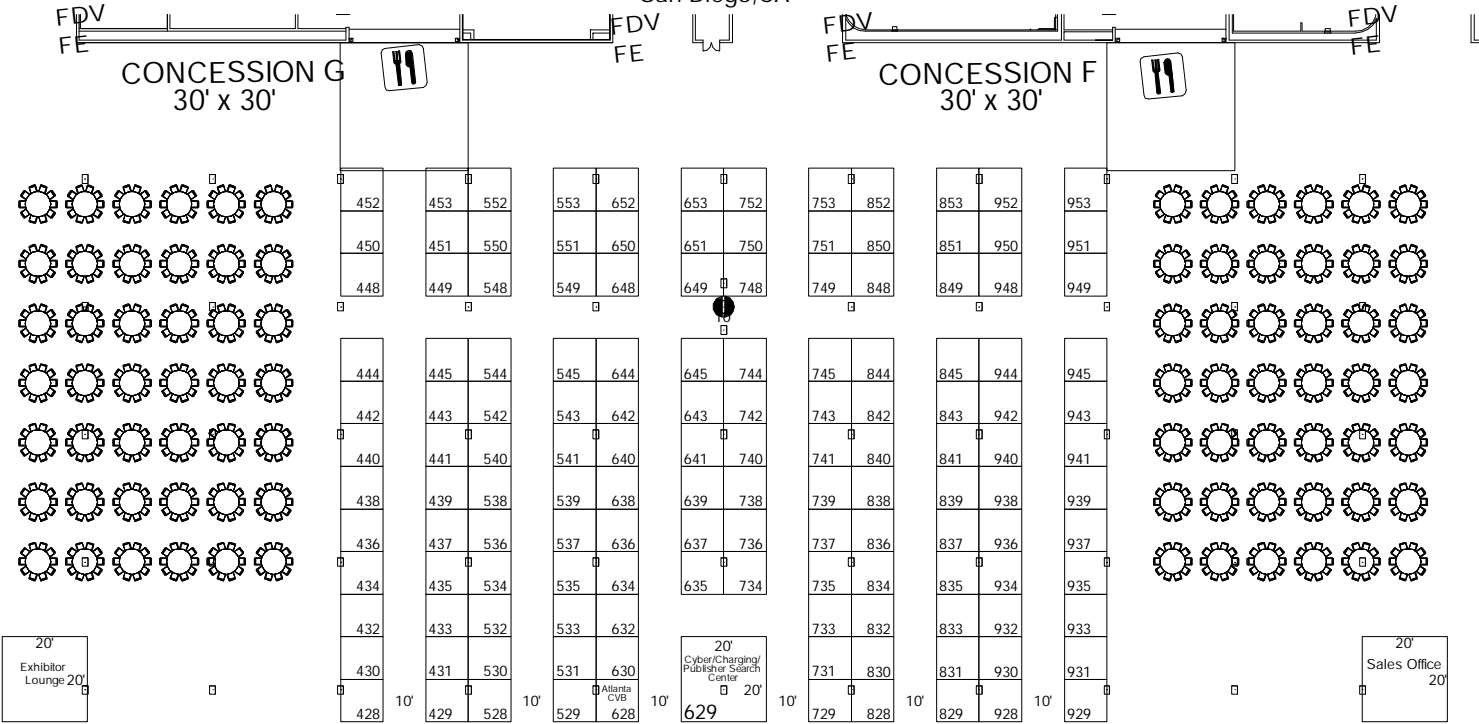 San Diego,CA
FDV
FDV
FDV
FDV
FE
FE
FE
FE
CONCESSION G
30' x 30'
CONCESSION F
30' x 30'
452 453 552 553 652 653 752 753 852 853 952 953
450 451 550 551 650 651 750 751 850 851 950 951
448 449 548 549 648 649 748 749 848 849 948 949
10'
444 445 544 545 644 645 744 745 844 845 944 945
442 443 542 543 642 643 742 743 842 843 942 943
440 441 540 541 640 641 740 741 840 841 940 941
438 439 538 539 638 639 738 739 838 839 938 939
436 437 536 537 636 637 736 737 836 837 936 937
434 435 534 535 634 635 734 735 834 835 934 935
432 433 532 533 632 733 832 833 932 933
430 431 530 531 630 731 830 831 930 931
428 429 528 529 628 629 729 828 829 928 929
20'
Exhibitor
Lounge 20'
Atlanta
CVB
20'
Cyber/Charging/
Publisher Search
Center
20'
20'
Sales Office
20'
10' 10' 10' 10' 10' 10'